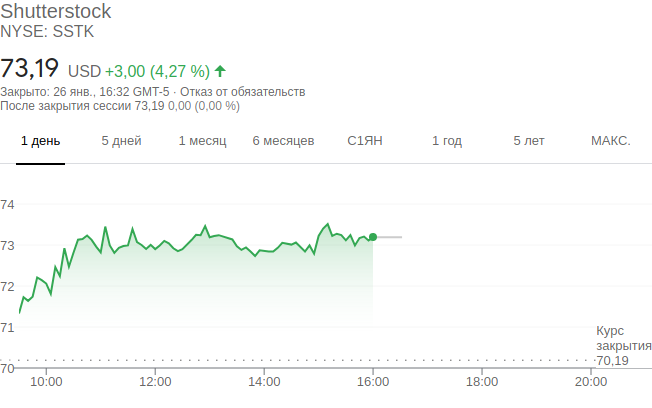 Shutterstock
NYSE: SSTK
73,19 USD +3,00 (4,27 %)
Закрыто: 26 янв., 16:32 GMT-5 · Отказ от обязательств
После закрытия сессии 73,19 0,00 (0,00 %)
1 день 5 дней 1 месяц 6 месяцев С1ЯН 1 год 5 лет МАКС.
74
73
72
71
Курс
закрытия
70,19
70
10:00 12:00 14:00 16:00 18:00 20:00